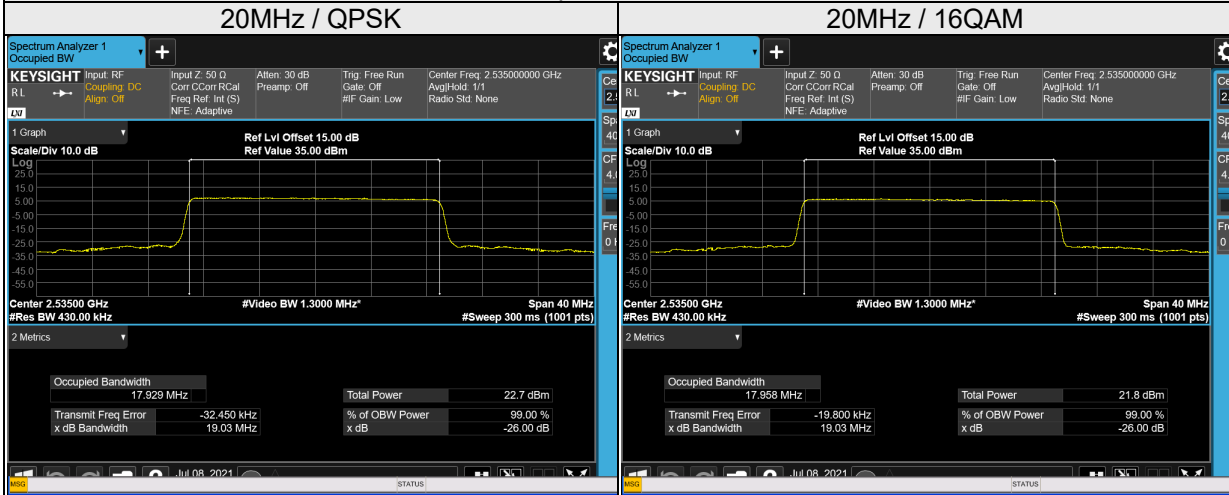 20MHz / QPSK
20MHz / 16QAM
Spectrum Analyzer 1
Occupied BW
+
KEYSIGHT
RL
LXI
Input: RF
Coupling: DC
Align: Off
Input Z: 50 Ω
Corr CCorr RCal
Freq Ref: Int (S)
NFE: Adaptive
Atten: 30 dB
Preamp: Off
Trig: Free Run
Gate: Off
#IF Gain: Low
Center Freq: 2.535000000 GHz
Avg|Hold: 1/1
Radio Std: None
1 Graph
Scale/Div 10.0 dB
Ref Lvl Offset 15.00 dB
Ref Value 35.00 dBm
Log
25.0
15.0
5.00
-5.00
-15.0
-25.0
-35.0
-45.0
-55.0
Center 2.53500 GHz
#Res BW 430.00 kHz
#Video BW 1.3000 MHz*
Span 40 MHz
#Sweep 300 ms (1001 pts)
2 Metrics
Occupied Bandwidth
17.929 MHz
Transmit Freq Error -32.450 kHz
x dB Bandwidth 19.03 MHz
Total Power 22.7 dBm
% of OBW Power 99.00 %
x dB -26.00 dB
Jul 08, 2021
MSG
STATUS
Spectrum Analyzer 1
Occupied BW
+
KEYSIGHT
RL
LXI
Input: RF
Coupling: DC
Align: Off
Input Z: 50 Ω
Corr CCorr RCal
Freq Ref: Int (S)
NFE: Adaptive
Atten: 30 dB
Preamp: Off
Trig: Free Run
Gate: Off
#IF Gain: Low
Center Freq: 2.535000000 GHz
Avg|Hold: 1/1
Radio Std: None
1 Graph
Scale/Div 10.0 dB
Ref Lvl Offset 15.00 dB
Ref Value 35.00 dBm
Log
25.0
15.0
5.00
-5.00
-15.0
-25.0
-35.0
-45.0
-55.0
Center 2.53500 GHz
#Res BW 430.00 kHz
#Video BW 1.3000 MHz*
Span 40 MHz
#Sweep 300 ms (1001 pts)
2 Metrics
Occupied Bandwidth
17.958 MHz
Transmit Freq Error -19.800 kHz
x dB Bandwidth 19.03 MHz
Total Power 21.8 dBm
% of OBW Power 99.00 %
x dB -26.00 dB
Jul 08, 2021
MSG
STATUS